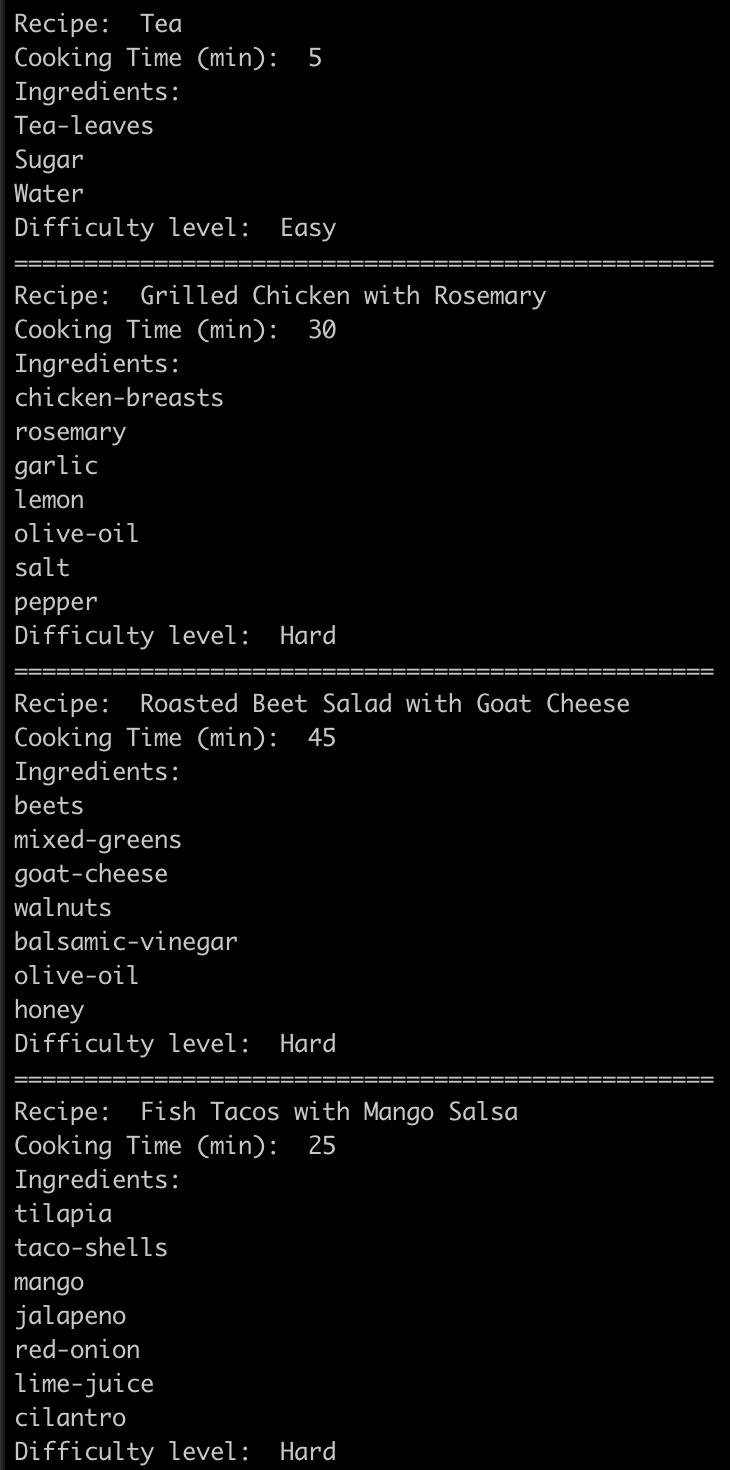 Recipe:  Tea
Cooking Time (min):  5
Ingredients:
Tea-leaves
Sugar
Water
Difficulty level:  Easy
==================================================
Recipe:  Grilled Chicken with Rosemary
Cooking Time (min):  30
Ingredients:
chicken-breasts
rosemary
garlic
lemon
olive-oil
salt
pepper
Difficulty level:  Hard
==================================================
Recipe:  Roasted Beet Salad with Goat Cheese
Cooking Time (min):  45
Ingredients:
beets
mixed-greens
goat-cheese
walnuts
balsamic-vinegar
olive-oil
honey
Difficulty level:  Hard
==================================================
Recipe:  Fish Tacos with Mango Salsa
Cooking Time (min):  25
Ingredients:
tilapia
taco-shells
mango
jalapeno
red-onion
lime-juice
cilantro
Difficulty level:  Hard